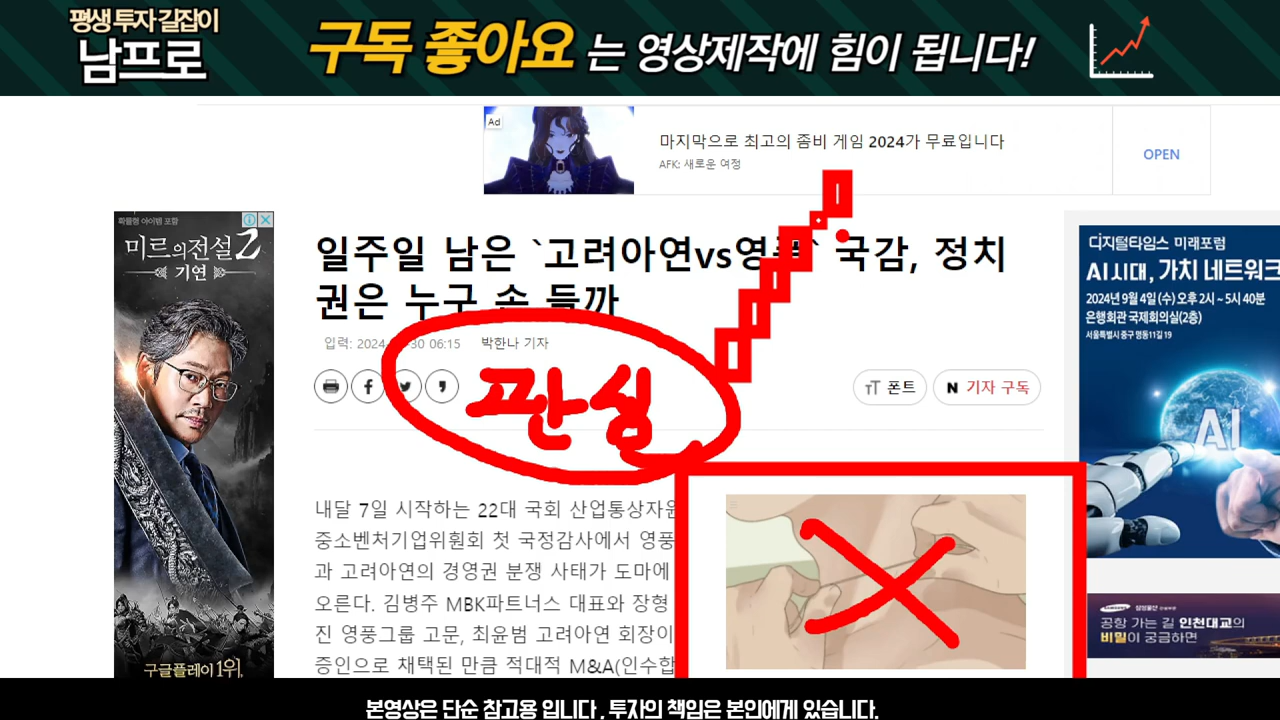 평생 투자 길잡이
남프로
구독 좋아요 는 영상제작에 힘이 됩니다!
Ad
마지막으로 최고의 좀비 게임 2024가 무료입니다
AFK: 새로운 여정
OPEN
확률형 아이템 포함
미르의전설2
기연
구글플레이 1위,
일주일 남은 `고려아연vs영풍` 국감, 정치
권은 누구 손 들까
입력: 2024 30 06:15 박한나 기자
판심
폰트
N 기자 구독
내달 7일 시작하는 22대 국회 산업통상자원
중소벤처기업위원회 첫 국정감사에서 영풍
과 고려아연의 경영권 분쟁 사태가 도마에
오른다. 김병주 MBK파트너스 대표와 장형
진 영풍그룹 고문, 최윤범 고려아연 회장이
증인으로 채택된 만큼 적대적 M&A(인수합
디지털타임스 미래포럼
AI시대, 가치 네트워크
2024년 9월 4일 (수) 오후 2시 ~ 5시 40분
은행회관 국제회의실(2층)
서울특별시 중구 명동11길 19
AI
SAMSUNG 삼성물산
공항 가는 길 인천대교의
비밀이 궁금하면
본영상은 단순 참고용 입니다 , 투자의 책임은 본인에게 있습니다.